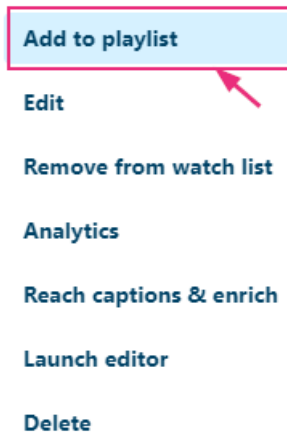 Add to playlist
Edit
Remove from watch list
Analytics
Reach captions & enrich
Launch editor
Delete